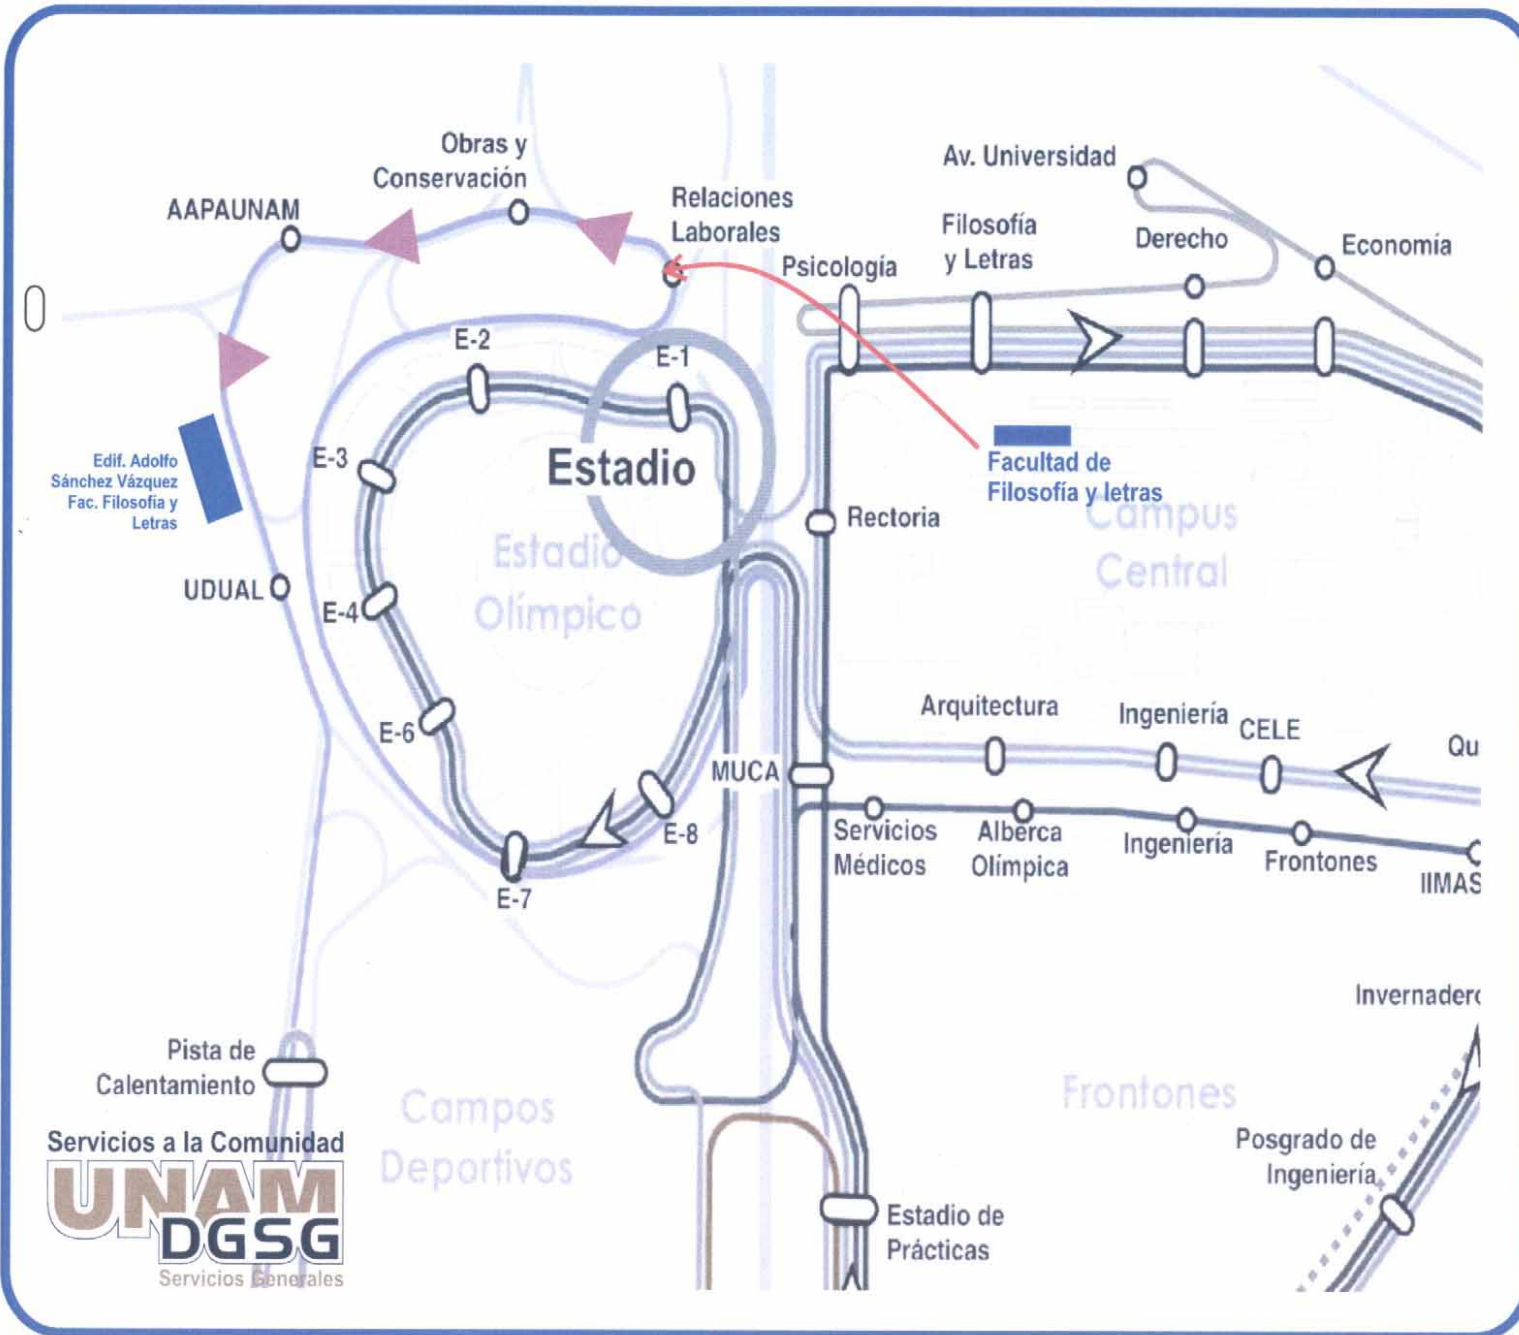 Obras y
Conservación
AAPAUNAM
Relaciones
Laborales
Av. Universidad
Filosofía
y Letras
Derecho
Economía
Psicología
E-2
E-1
E-3
Estadio
Edif. Adolfo
Sánchez Vázquez
Fac. Filosofía y
Letras
Facultad de
Filosofía y letras
Campus
Central
Rectoria
Estadio
Olímpico
UDUAL
E-4
E-6
Arquitectura
Ingeniería
CELE
Qu
MUCA
E-8
E-7
Servicios
Médicos
Alberca
Olímpica
Ingeniería
Frontones
IIMAS
Invernadero
Pista de
Calentamiento
Campos
Deportivos
Frontones
Posgrado de
Ingeniería
Estadio de
Prácticas
Servicios a la Comunidad
UNAM
DGSG
Servicios Generales